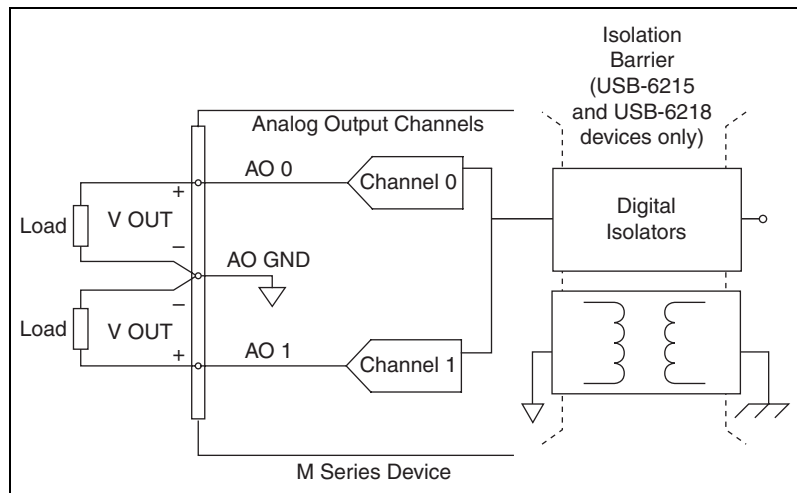 Isolation
Barrier
(USB-6215
and USB-6218
devices only)
Analog Output Channels
AO 0
Channel 0
+
Load
V OUT
–
Digital
Isolators
AO GND
–
Load
V OUT
+
AO 1
Channel 1
M Series Device